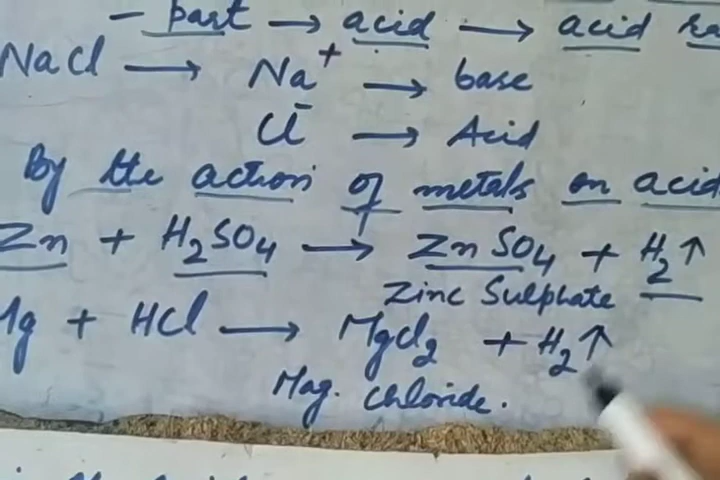 - part → acid → acid
NaCl → Na+ → base
Cl- → Acid
By the action of metals on acid
Zn + H2SO4 → ZnSO4 + H2↑
Zinc Sulphate
Mg + HCl → MgCl2 + H2↑
Mag. chloride.